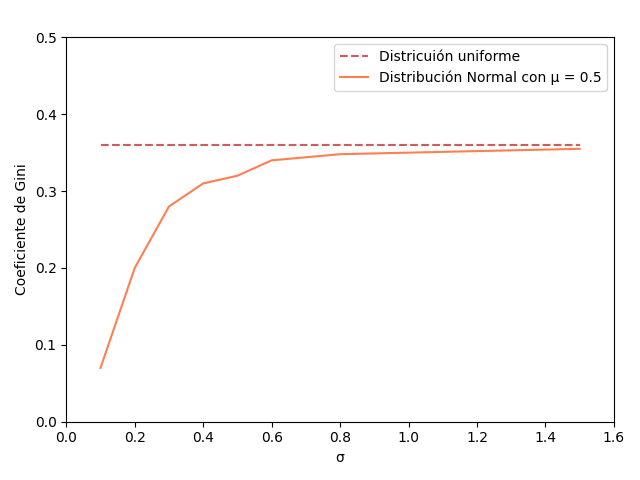 Districuión uniforme
Distribución Normal con μ = 0.5
Coeficiente de Gini
0.5
0.4
0.3
0.2
0.1
0.0
0.0 0.2 0.4 0.6 0.8 1.0 1.2 1.4 1.6
σ